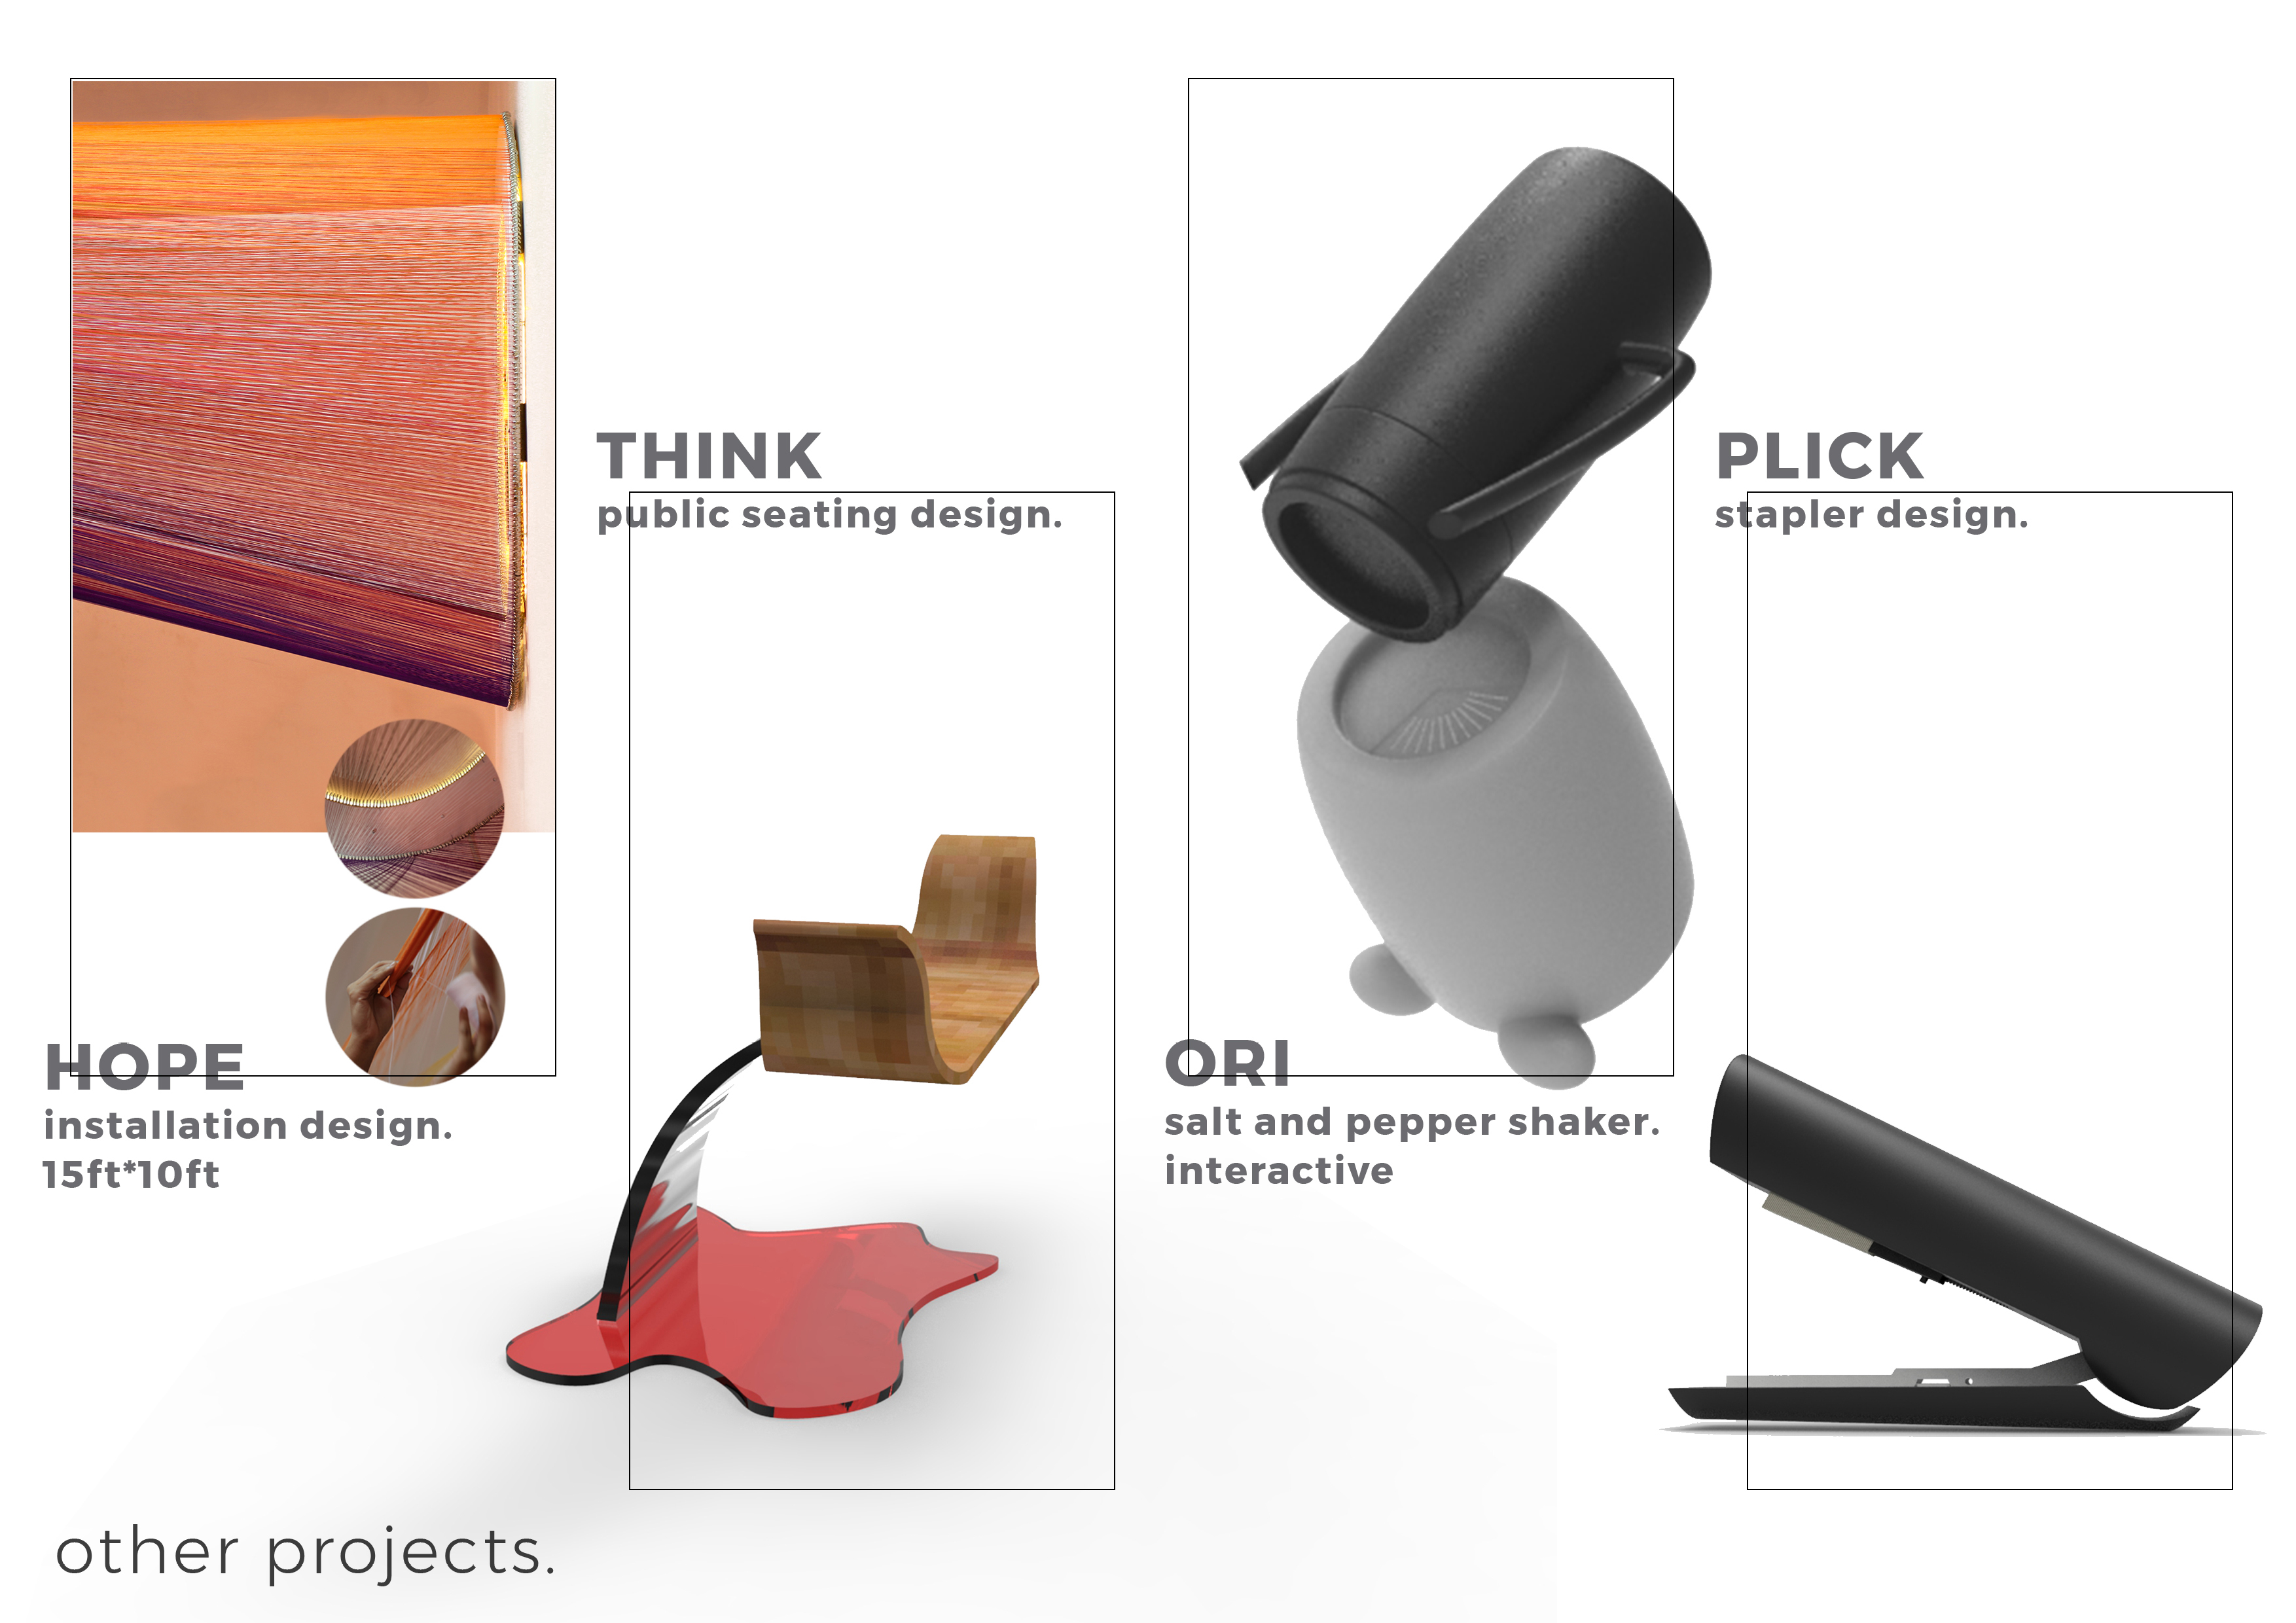 HOPE
installation design.
15ft*10ft
THINK
public seating design.
ORI
salt and pepper shaker.
interactive
PLICK
stapler design.
other projects.